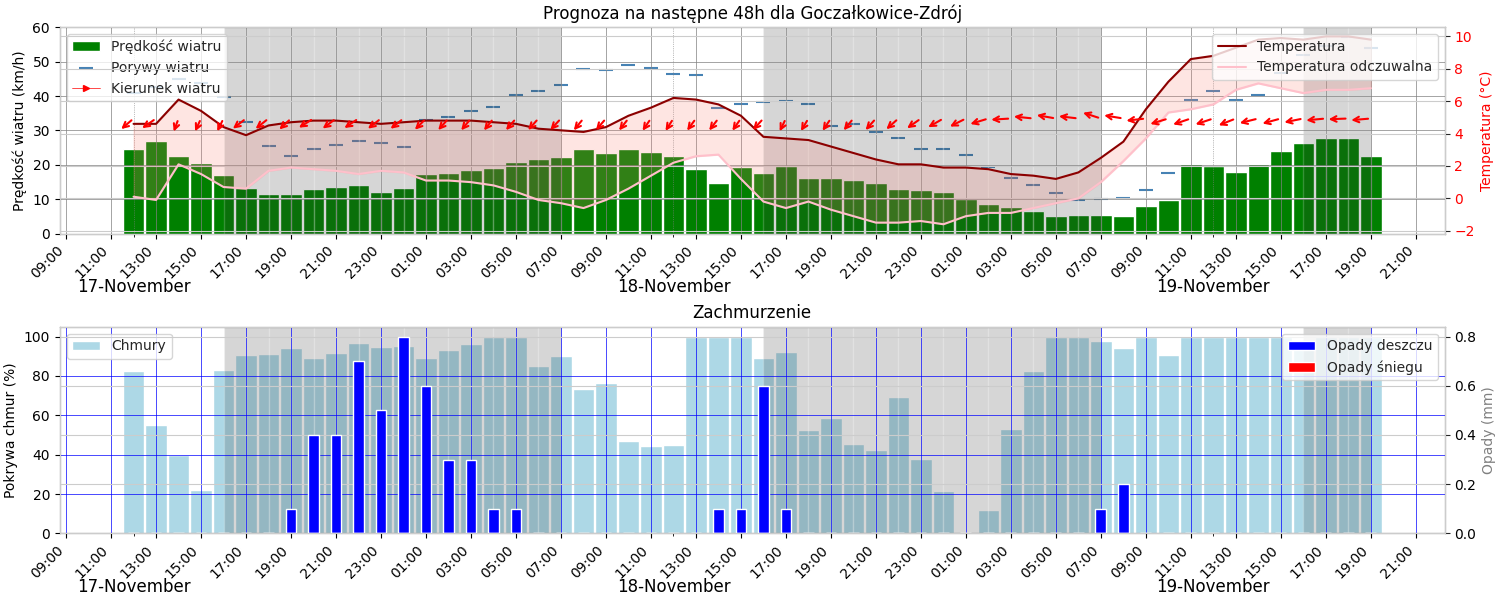 Prognoza na następne 48h dla Goczałkowice-Zdrój
Prędkość wiatru (km/h)
60
50
40
30
20
10
0
Prędkość wiatru
Porywy wiatru
Kierunek wiatru
Temperatura
Temperatura odczuwalna
10
8
6
4
2
0
−2
Temperatura (°C)
09:00 11:00 13:00 15:00 17:00 19:00 21:00 23:00 01:00 03:00 05:00 07:00 09:00 11:00 13:00 15:00 17:00 19:00 21:00 23:00 01:00 03:00 05:00 07:00 09:00 11:00 13:00 15:00 17:00 19:00 21:00
17-November 18-November 19-November
Zachmurzenie
Pokrywa chmur (%)
100
80
60
40
20
0
Chmury
Opady deszczu
Opady śniegu
0.8
0.6
0.4
0.2
0.0
Opady (mm)
09:00 11:00 13:00 15:00 17:00 19:00 21:00 23:00 01:00 03:00 05:00 07:00 09:00 11:00 13:00 15:00 17:00 19:00 21:00 23:00 01:00 03:00 05:00 07:00 09:00 11:00 13:00 15:00 17:00 19:00 21:00
17-November 18-November 19-November